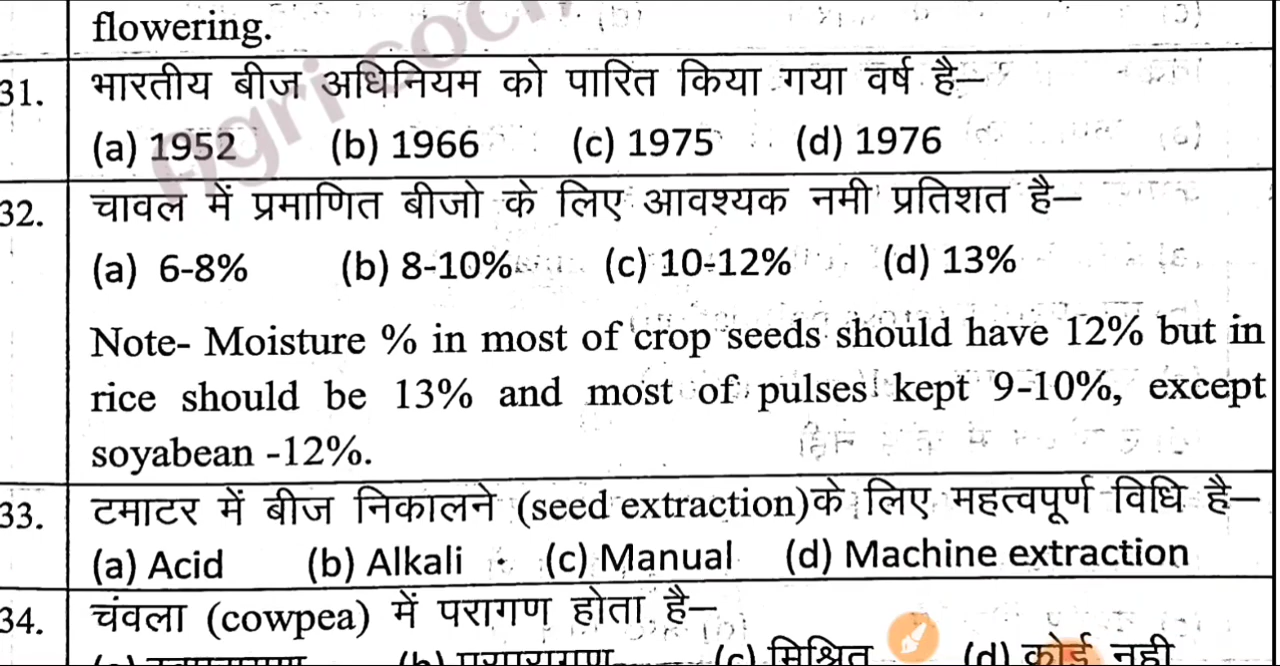 flowering.
31. भारतीय बीज अधिनियम को पारित किया गया वर्ष है–
(a) 1952 (b) 1966 (c) 1975 (d) 1976
32. चावल में प्रमाणित बीजो के लिए आवश्यक नमी प्रतिशत है–
(a) 6-8% (b) 8-10% (c) 10-12% (d) 13%
Note- Moisture % in most of crop seeds should have 12% but in
rice should be 13% and most of pulses kept 9-10%, except
soyabean -12%.
33. टमाटर में बीज निकालने (seed extraction)के लिए महत्वपूर्ण विधि है–
(a) Acid (b) Alkali (c) Manual (d) Machine extraction
34. चंवला (cowpea) में परागण होता है–
(c) मिश्रित (d) कोई नही